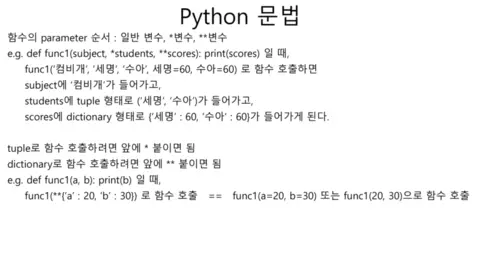 Python 문법
함수의 parameter 순서 : 일반 변수, *변수, **변수
e.g. def func1(subject, *students, **scores): print(scores) 일 때,
func1('컴비개', '세명', '수아', 세명=60, 수아=60) 로 함수 호출하면
subject에 '컴비개'가 들어가고,
students에 tuple 형태로 ('세명', '수아')가 들어가고,
scores에 dictionary 형태로 {'세명' : 60, '수아' : 60}가 들어가게 된다.
tuple로 함수 호출하려면 앞에 * 붙이면 됨
dictionary로 함수 호출하려면 앞에 ** 붙이면 됨
e.g. def func1(a, b): print(b) 일 때,
func1(**{'a' : 20, 'b' : 30}) 로 함수 호출 == func1(a=20, b=30) 또는 func1(20, 30)으로 함수 호출